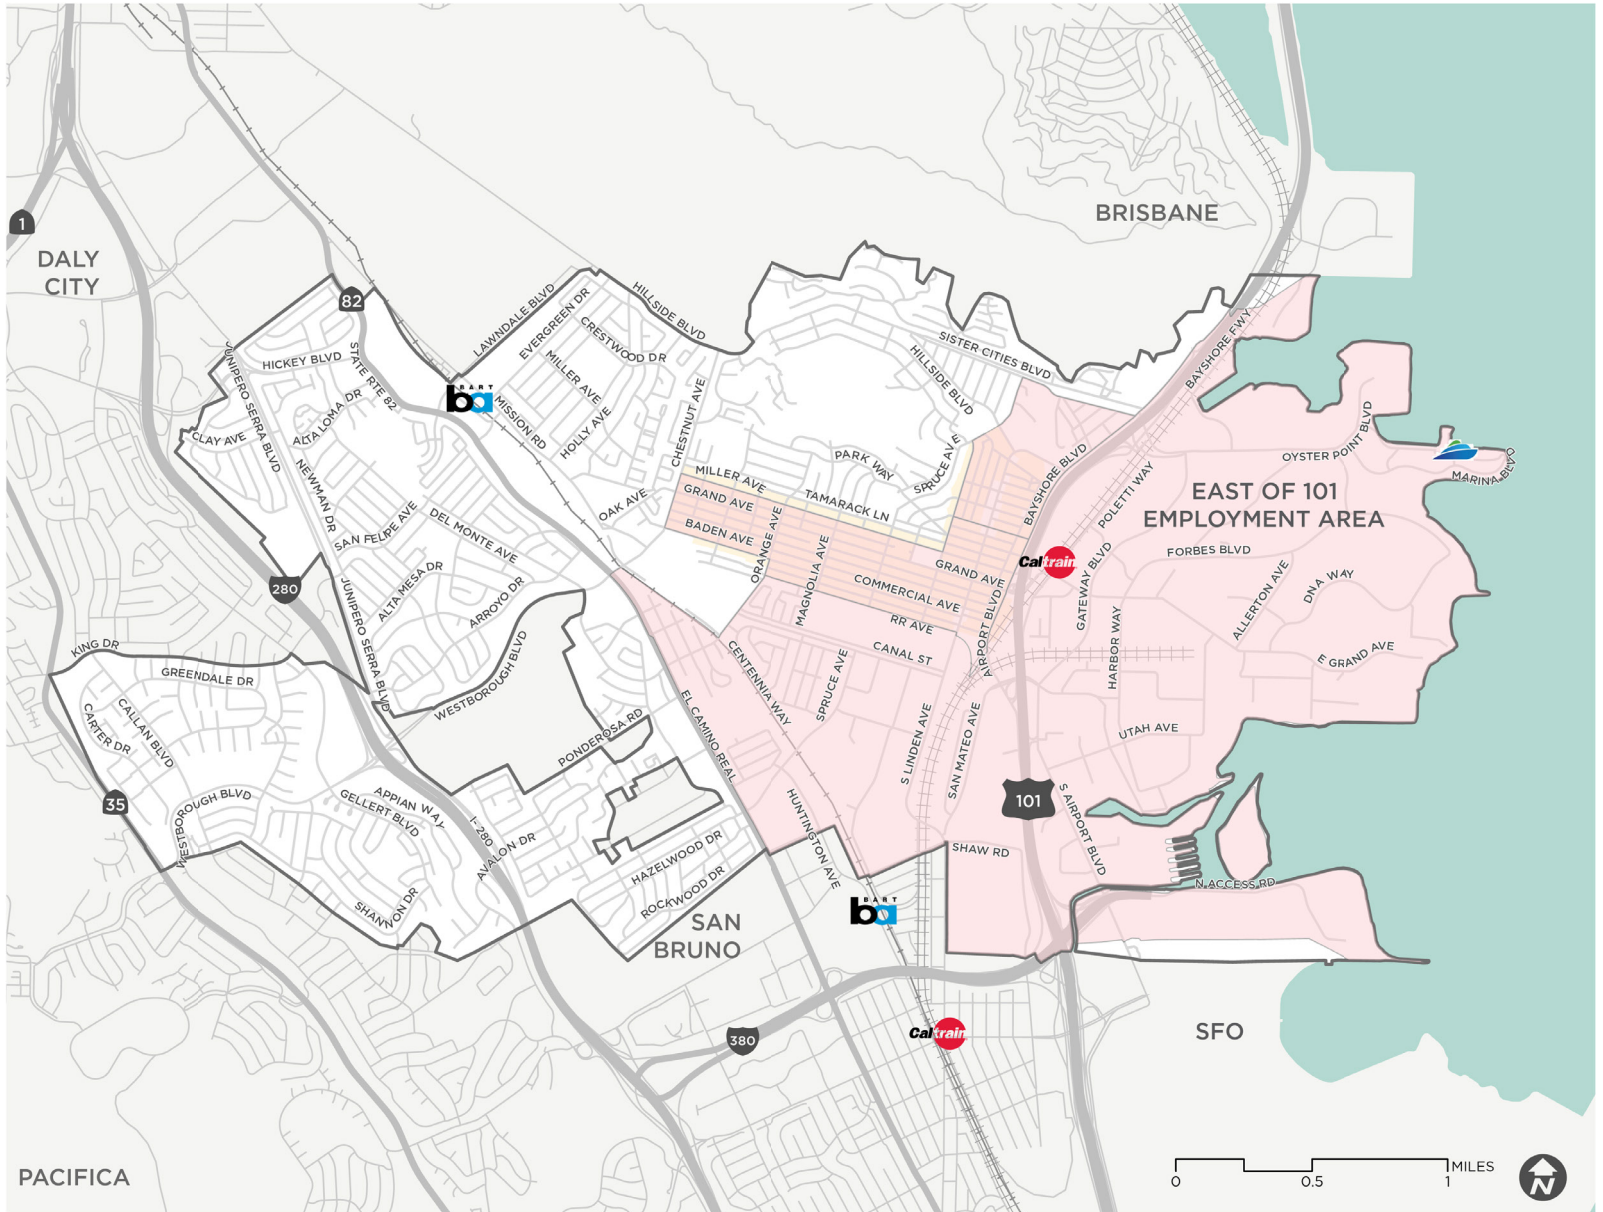 BRISBANE
1
DALY
CITY
82
LAWNDALE BLVD
EVERGREEN DR
HILLSIDE BLVD
CRESTWOOD DR
SISTER CITIES BLVD
BAYSHORE FWY
JUNIPERO SERRA BLVD
HICKEY BLVD
STATE RTE 82
MILLER AVE
HILLSIDE BLVD
BART
ba
MISSION RD
HOLLY AVE
CHESTNUT AVE
ALTA LOMA DR
CLAY AVE
OYSTER POINT BLVD
MARINA BLVD
PARK WAY
SPRUCE AVE
BAYSHORE BLVD
POLETTI WAY
NEWMAN DR
MILLER AVE
GRAND AVE
TAMARACK LN
EAST OF 101
EMPLOYMENT AREA
OAK AVE
SAN FELIPE AVE
DEL MONTE AVE
BADEN AVE
ORANGE AVE
MAGNOLIA AVE
FORBES BLVD
Caltrain
GRAND AVE
GATEWAY BLVD
280
ALTA MESA DR
ARROYO DR
COMMERCIAL AVE
RR AVE
AIRPORT BLVD
ALLERTON AVE
DNA WAY
JUNIPERO SERRA BLVD
CANAL ST
HARBOR WAY
E GRAND AVE
KING DR
GREENDALE DR
WESTBOROUGH BLVD
CENTENNIA WAY
SPRUCE AVE
CARTER DR
CALLAN BLVD
EL CAMINO REAL
PONDEROSA RD
S LINDEN AVE
SAN MATEO AVE
UTAH AVE
35
WESTBOROUGH BLVD
APPIAN WAY
GELLERT BLVD
I- 280
AVALON DR
HUNTINGTON AVE
101
S AIRPORT BLVD
HAZELWOOD DR
SHAW RD
ROCKWOOD DR
N ACCESS RD
SHANNON DR
SAN
BRUNO
BART
ba
380
Caltrain
SFO
PACIFICA
MILES
0
0.5
1
N